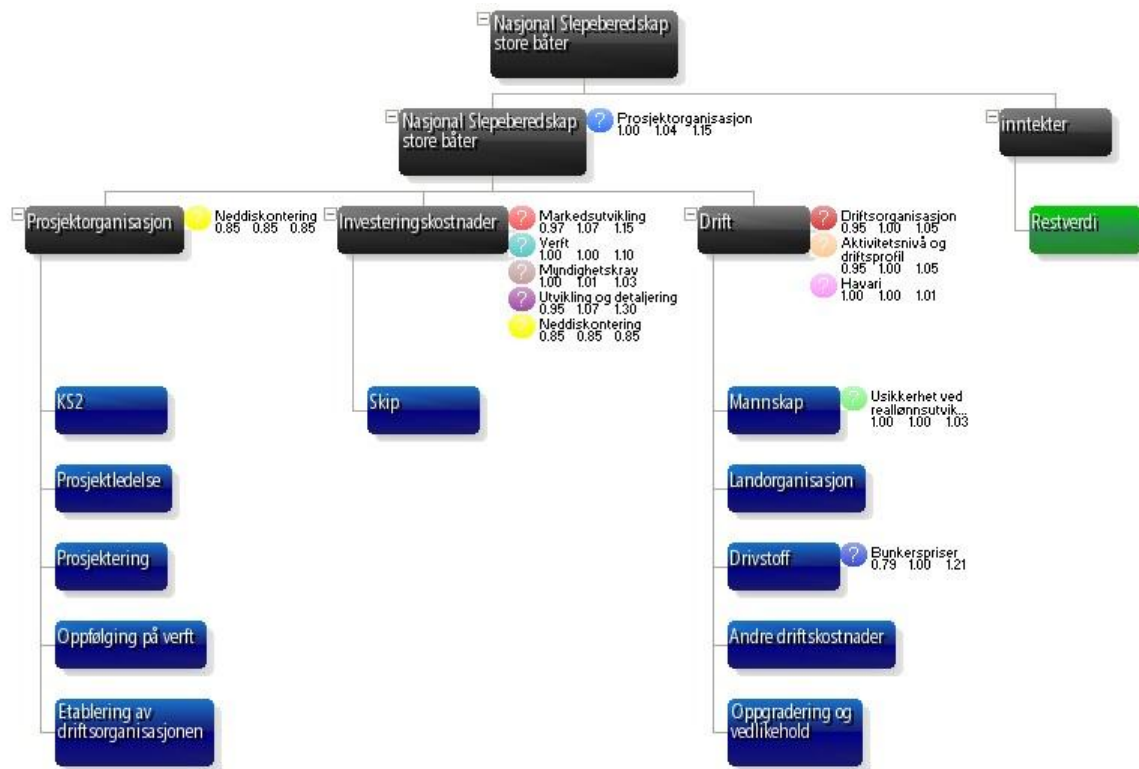 Nasjonal Slepeberedskap
store båter
Nasjonal Slepeberedskap
store båter
? Prosjektorganisasjon
1.00 1.04 1.15
inntekter
Prosjektorganisasjon
? Neddiskontering
0.85 0.85 0.85
Investeringskostnader
? Markedsutvikling
0.97 1.07 1.15
? Verft
1.00 1.00 1.10
? Myndighetskrav
1.00 1.01 1.03
? Utvikling og detaljering
0.95 1.07 1.30
? Neddiskontering
0.85 0.85 0.85
Drift
? Driftsorganisasjon
0.95 1.00 1.05
? Aktivitetsnivå og
driftsprofil
0.95 1.00 1.05
? Havari
1.00 1.00 1.01
Restverdi
KS2
Prosjektledelse
Prosjektering
Oppfølging på verft
Etablering av
driftsorganisasjonen
Skip
Mannskap
? Usikkerhet ved
reallønnsutvik...
1.00 1.00 1.03
Landorganisasjon
Drivstoff
? Bunkerspriser
0.79 1.00 1.21
Andre driftskostnader
Oppgradering og
vedlikehold